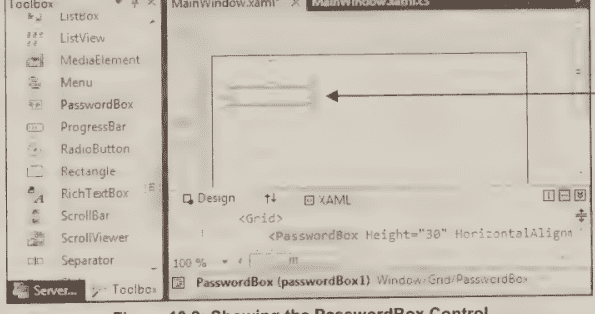 Toolbox
ListBox
ListView
MediaElement
Menu
PasswordBox
ProgressBar
RadioButton
Rectangle
RichTextBox
ScrollBar
ScrollViewer
Separator
Server...
Toolbox
MainWindow.xaml*
MainWindow.xaml.cs
Design
XAML
<Grid>
<PasswordBox Height="30" HorizontalAlignm
100 %
PasswordBox (passwordBox1) Window/Grid/PasswordBox
Showing the PasswordBox Control